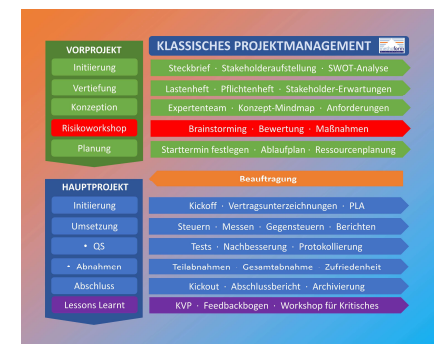 VORPROJEKT
KLASSISCHES PROJEKTMANAGEMENT
Initiierung
Steckbrief · Stakeholderaufstellung · SWOT-Analyse
Vertiefung
Lastenheft · Pflichtenheft · Stakeholder-Erwartungen
Konzeption
Expertenteam · Konzept-Mindmap · Anforderungen
Risikoworkshop
Brainstorming · Bewertung · Maßnahmen
Planung
Starttermin festlegen · Ablaufplan · Ressourcenplanung
Beauftragung
HAUPTPROJEKT
Initiierung
Kickoff · Vertragsunterzeichnungen · PLA
Umsetzung
Steuern · Messen · Gegensteuern · Berichten
• QS
Tests · Nachbesserung · Protokollierung
• Abnahmen
Teilabnahmen Gesamtabnahme Zufriedenheit
Abschluss
Kickout · Abschlussbericht · Archivierung
Lessons Learnt
KVP · Feedbackbogen · Workshop für Kritisches